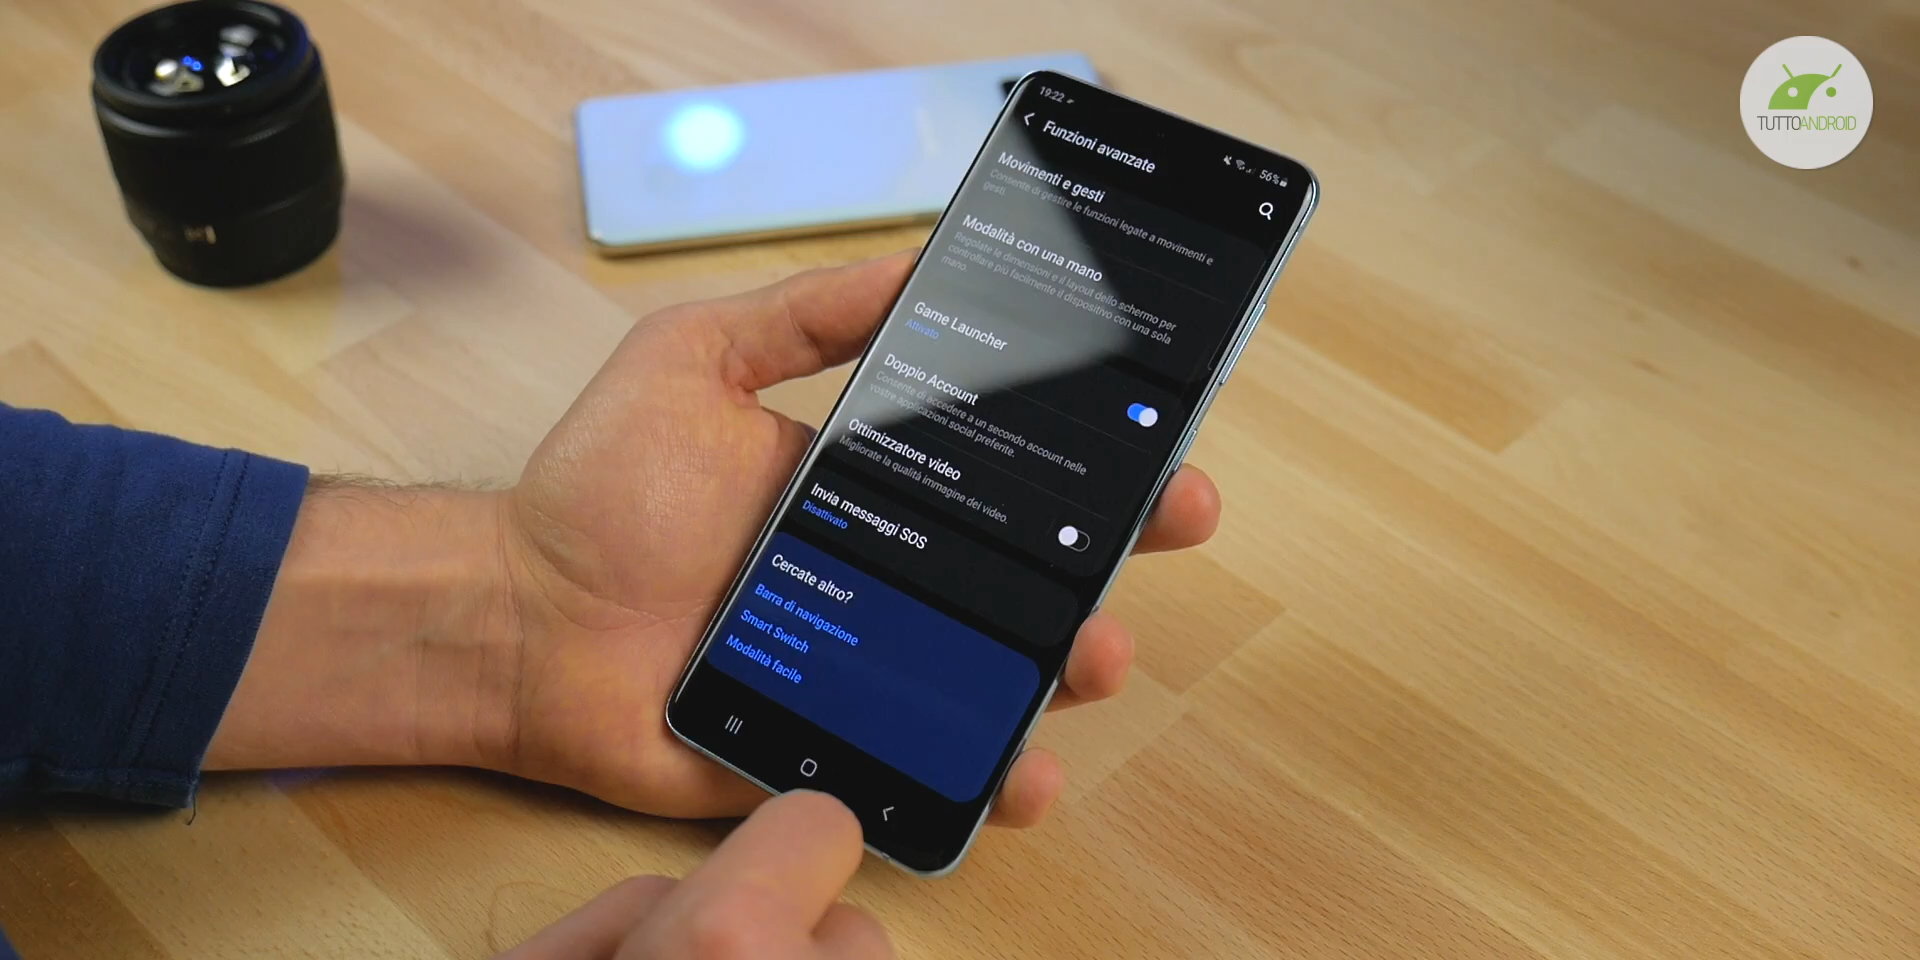 19:22
56%
Funzioni avanzate
Movimenti e gesti
Consente di gestire le funzioni legate a movimenti e
gesti.
Modalità con una mano
Regolate le dimensioni e il layout dello schermo per
controllare più facilmente il dispositivo con una sola
mano.
Game Launcher
Attivato
Doppio Account
Consente di accedere a un secondo account nelle
vostre applicazioni social preferite.
Ottimizzatore video
Migliorate la qualità immagine dei video.
Invia messaggi SOS
Disattivato
Cercate altro?
Barra di navigazione
Smart Switch
Modalità facile
TUTTOANDROID